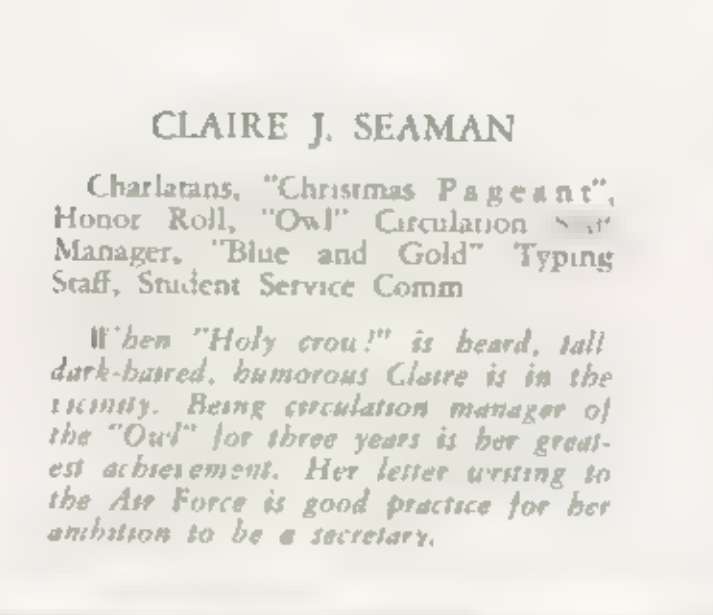 CLAIRE J. SEAMAN
Charlatans, "Christmas Pageant",
Honor Roll, "Owl" Circulation
Manager, "Blue and Gold" Typing
Staff, Student Service Comm
When "Holy crow!" is heard, tall
dark-haired, humorous Claire is in the
vicinity. Being circulation manager of
the "Owl" for three years is her great-
est achievement. Her letter writing to
the Air Force is good practice for her
ambition to be a secretary.